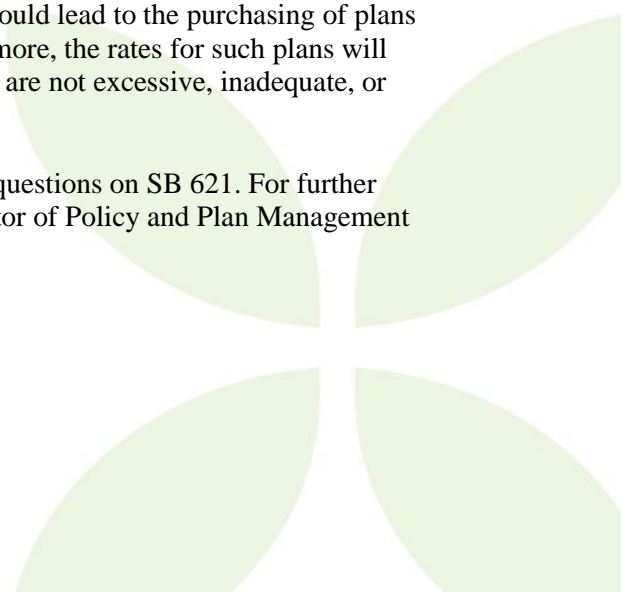 ould lead to the purchasing of plans
more, the rates for such plans will
are not excessive, inadequate, or
questions on SB 621. For further
tor of Policy and Plan Management